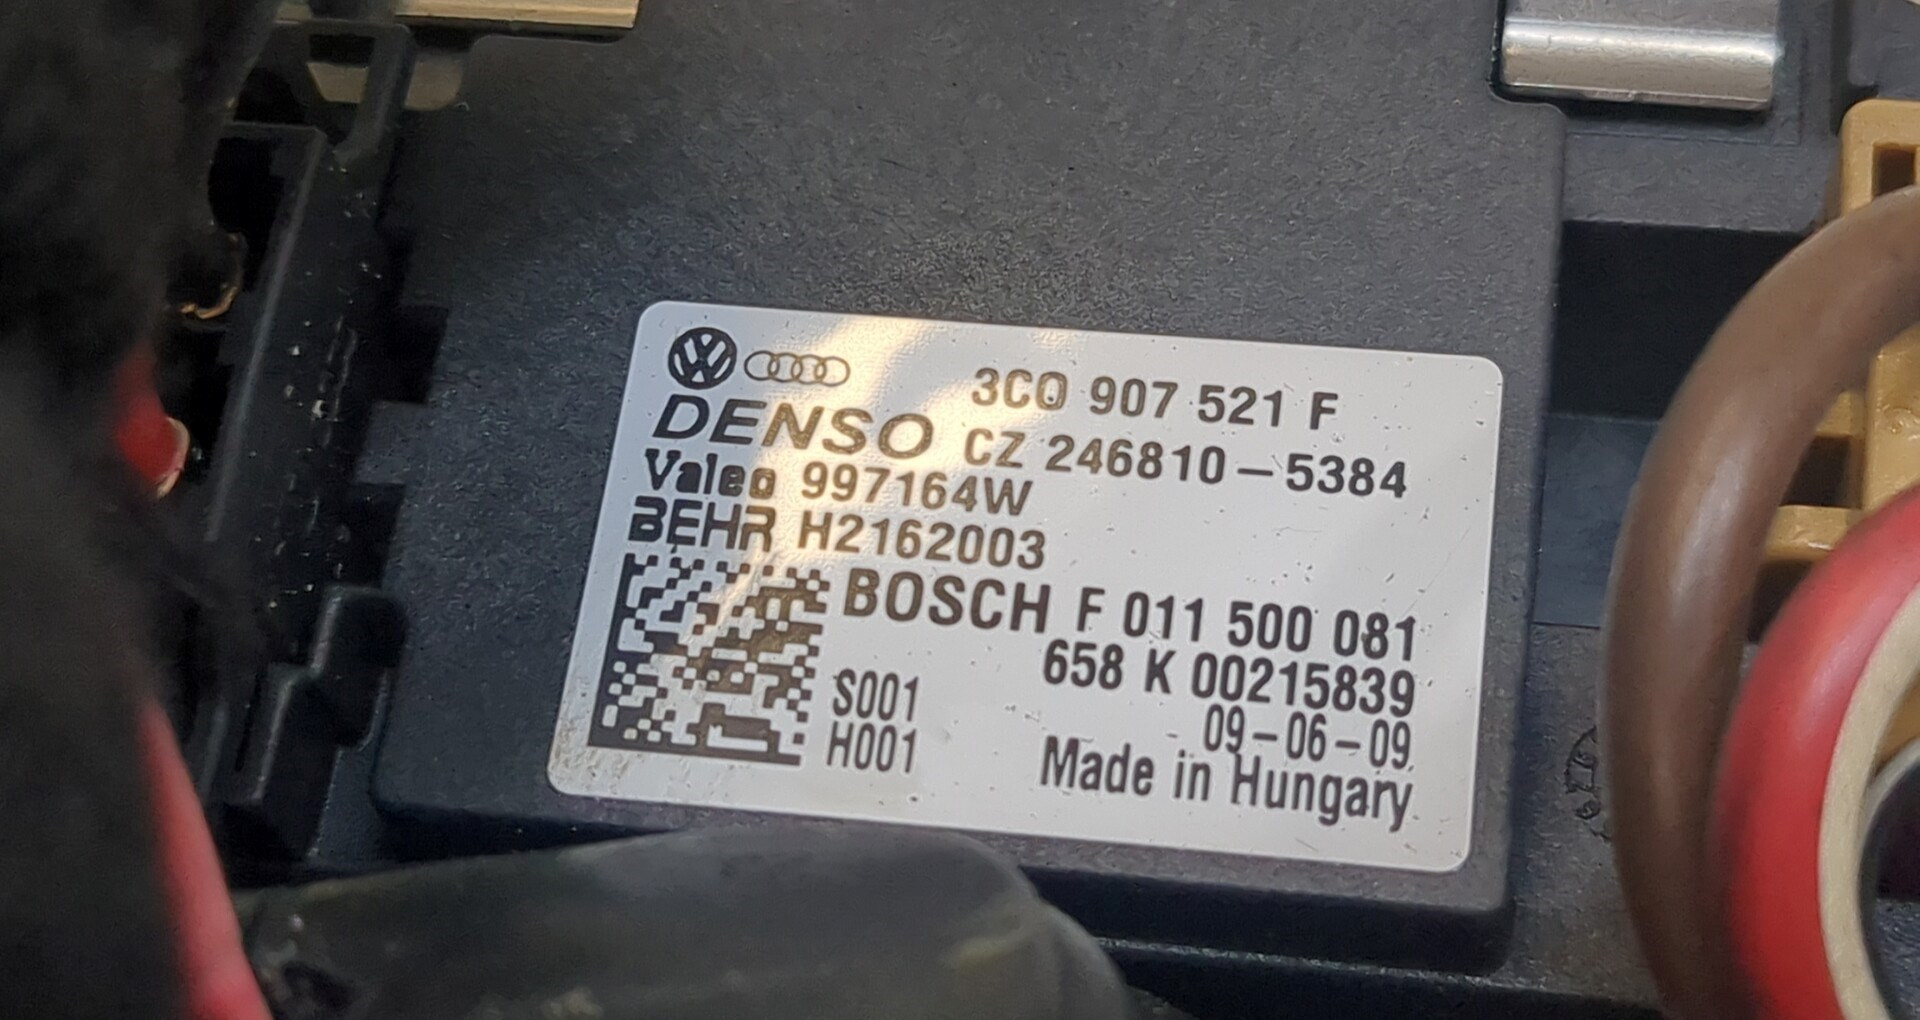 3C0 907 521 F
DENSO CZ 246810-5384
Valeo 997164W
BEHR H2162003
BOSCH F 011 500 081
658 K 00215839
S001
09-06-09
H001
Made in Hungary